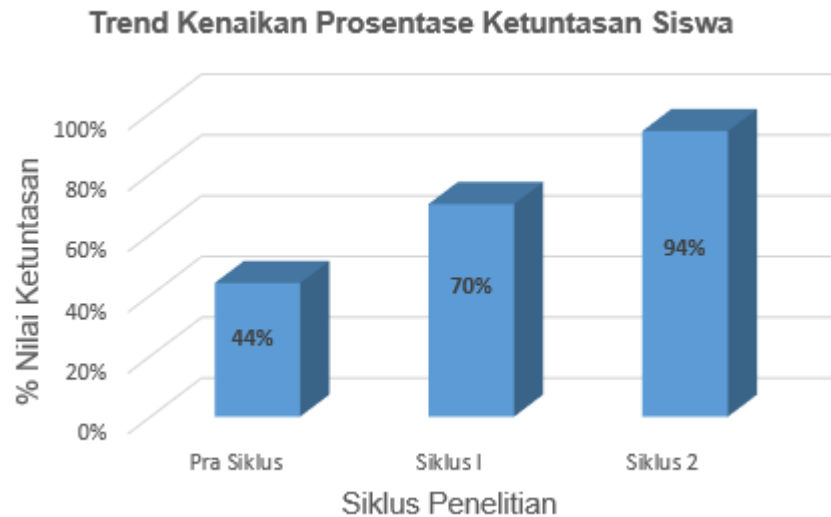 Trend Kenaikan Prosentase Ketuntasan Siswa
% Nilai Ketuntasan
100%
80%
60%
40%
20%
0%
44%
70%
94%
Pra Siklus
Siklus I
Siklus 2
Siklus Penelitian